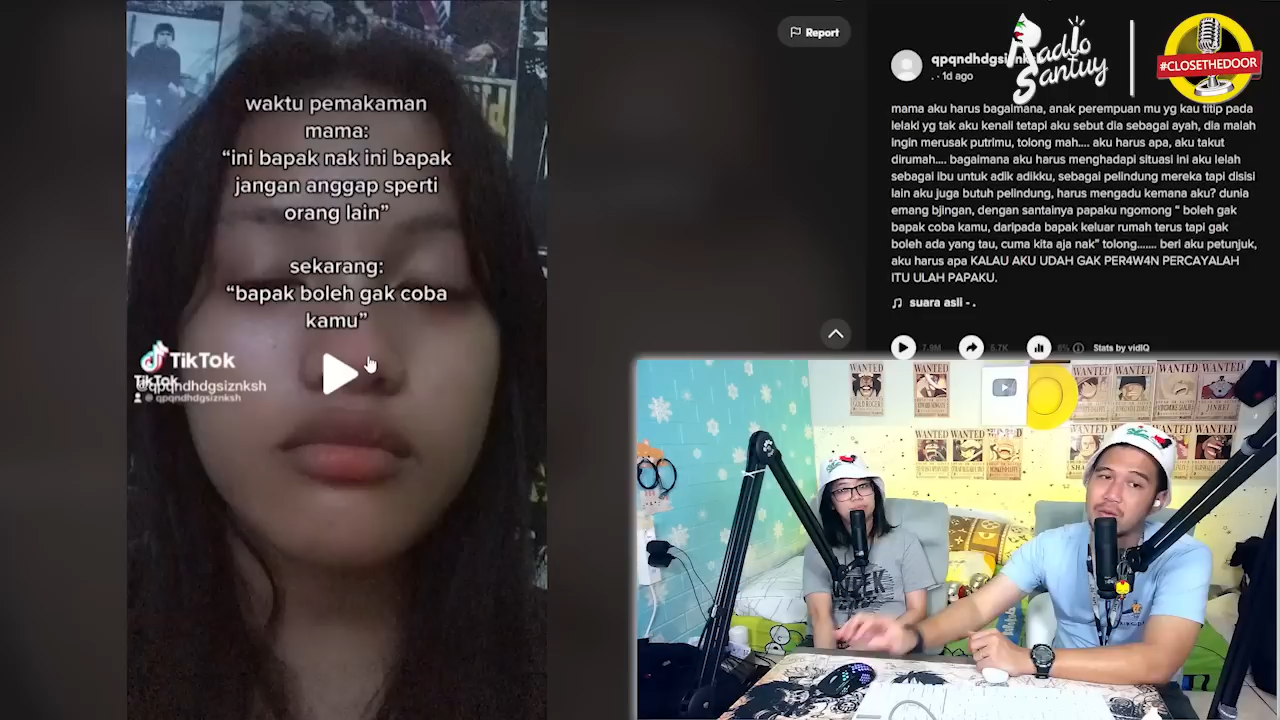 waktu pemakaman
mama:
“ini bapak nak ini bapak
jangan anggap sperti
orang lain”
sekarang:
“bapak boleh gak coba
kamu”
TikTok
@qpqndhdgsiznksh
TikTok
@ qpqndhdgsiznksh
Report
. · 1d ago
Radio
Santuy
#CLOSETHEDOOR
mama aku harus bagaimana, anak perempuan mu yg kau titip pada
lelaki yg tak aku kenali tetapi aku sebut dia sebagai ayah, dia malah
ingin merusak putrimu, tolong mah.... aku harus apa, aku takut
dirumah.... bagaimana aku harus menghadapi situasi ini aku lelah
sebagai ibu untuk adik adikku, sebagai pelindung mereka tapi disisi
lain aku juga butuh pelindung, harus mengadu kemana aku? dunia
emang bjingan, dengan santainya papaku ngomong “ boleh gak
bapak coba kamu, daripada bapak keluar rumah terus tapi gak
boleh ada yang tau, cuma kita aja nak” tolong....... beri aku petunjuk,
aku harus apa KALAU AKU UDAH GAK PER4W4N PERCAYALAH
ITU ULAH PAPAKU.
suara asli - .
7.9M
6%
Stats by vidIQ
WANTED
WANTED
WANTED
WANTED
WANTED